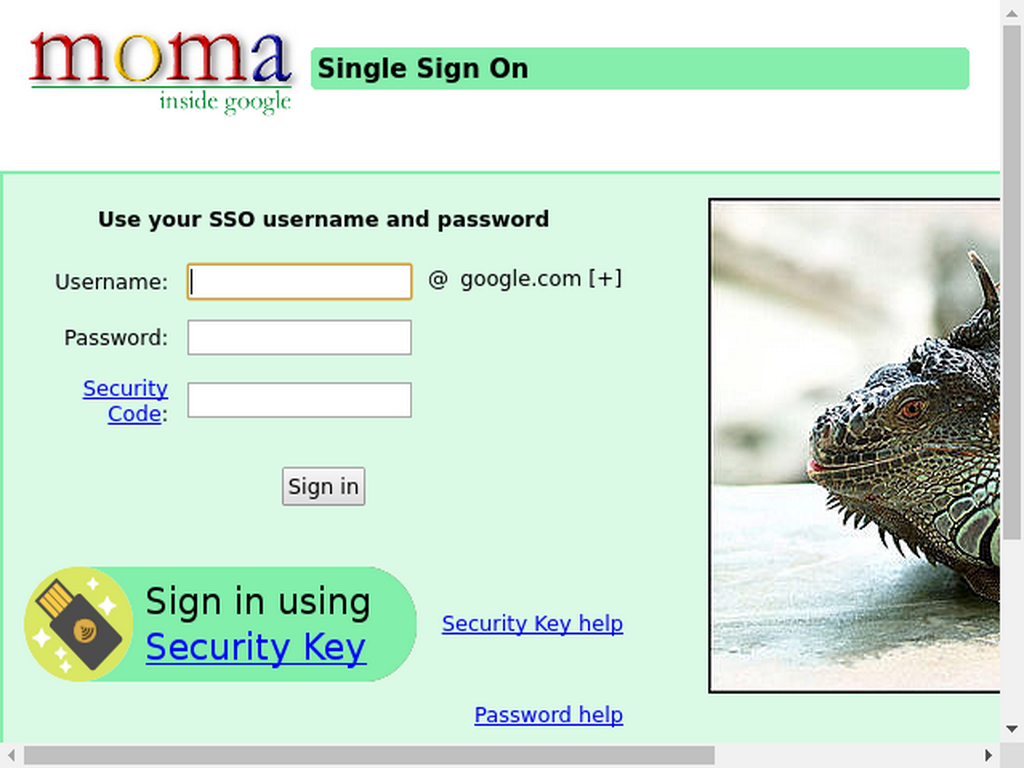 moma
inside google
Single Sign On
Use your SSO username and password
Username:
@ google.com [+]
Password:
Security
Code:
Sign in
Sign in using
Security Key
Security Key help
Password help